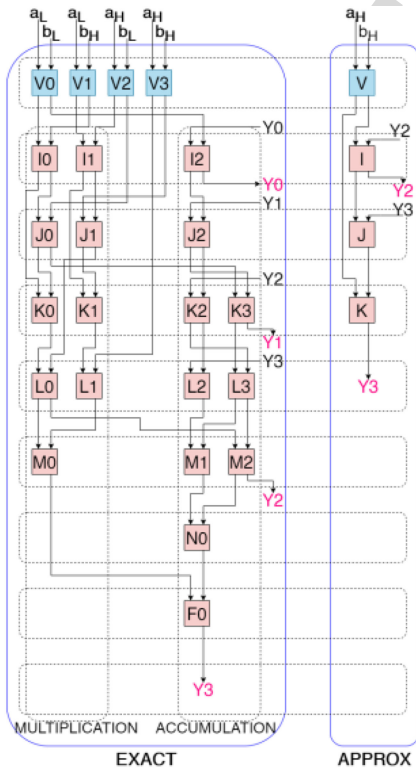 aL aL aH aH aH
bL bH bL bH bH
V0 V1 V2 V3 V
Y0 Y2
I0 I1 I2 I
Y0 Y2
Y1 Y3
J0 J1 J2 J
Y2
K0 K1 K2 K3 K
Y1
Y3 Y3
L0 L1 L2 L3
M0 M1 M2
Y2
N0
F0
Y3
MULTIPLICATION ACCUMULATION
EXACT APPROX